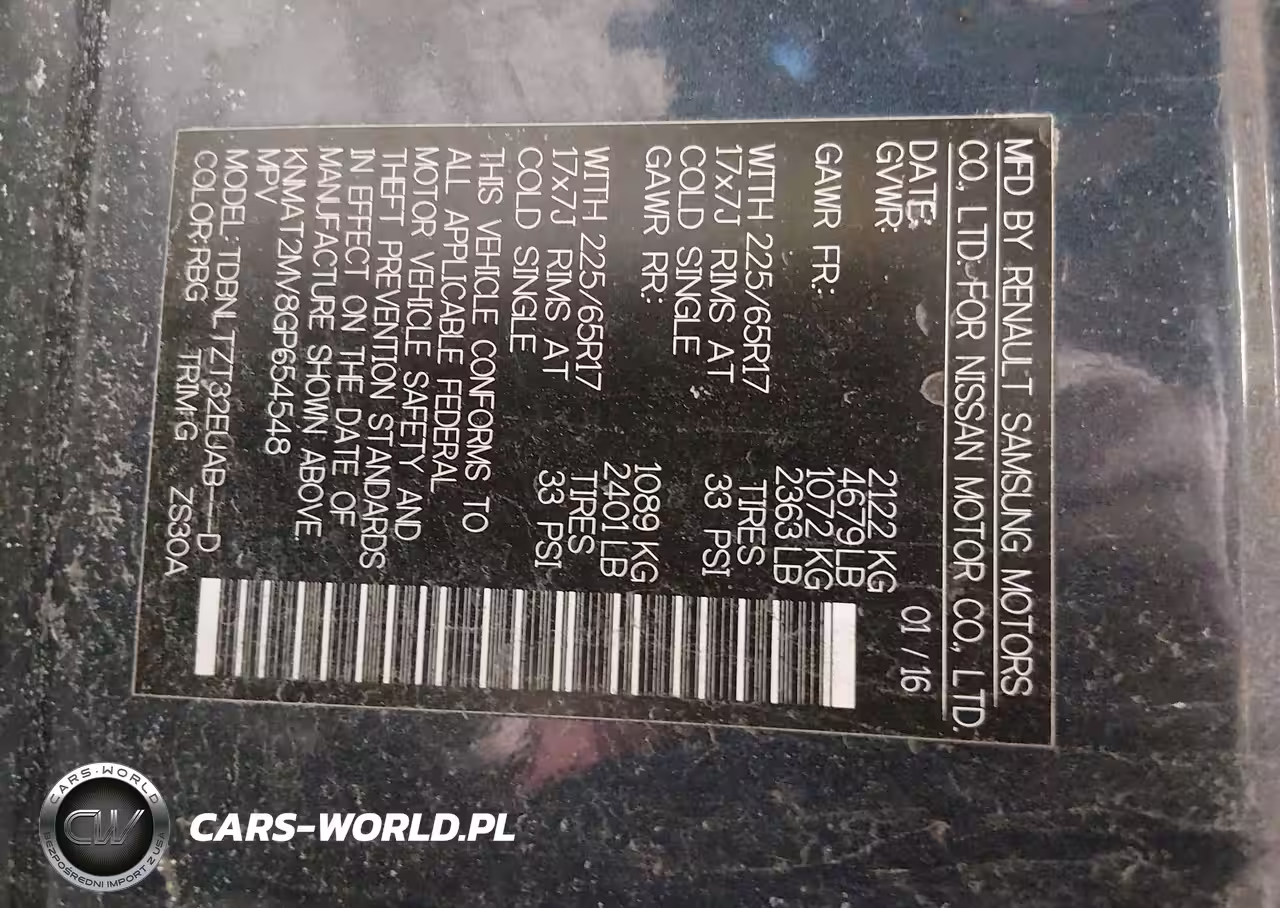 MFD BY RENAULT SAMSUNG MOTORS
CO., LTD-FOR NISSAN MOTOR CO., LTD.
DATE: 01 / 16
GVWR: 2122 KG
4679LB
GAWR FR: 1072 KG
2363 LB
WITH 225/65R17 TIRES
17x7J RIMS AT 33 PSI
COLD SINGLE
GAWR RR: 1089 KG
2401 LB
WITH 225/65R17 TIRES
17x7J RIMS AT 33 PSI
COLD SINGLE
THIS VEHICLE CONFORMS TO
ALL APPLICABLE FEDERAL
MOTOR VEHICLE SAFETY AND
THEFT PREVENTION STANDARDS
IN EFFECT ON THE DATE OF
MANUFACTURE SHOWN ABOVE
KNMAT2MV8GP654548
MPV
MODEL: TDBNLTZT32EUAB---D
COLOR:RBG TRIM:G ZS30A
CARS-WORLD
CW
BEZPOŚREDNI IMPORT Z USA
CARS-WORLD.PL